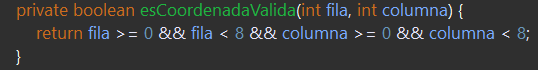 private boolean esCoordenadaValida(int fila, int columna) {
return fila >= 0 && fila < 8 && columna >= 0 && columna < 8;
}